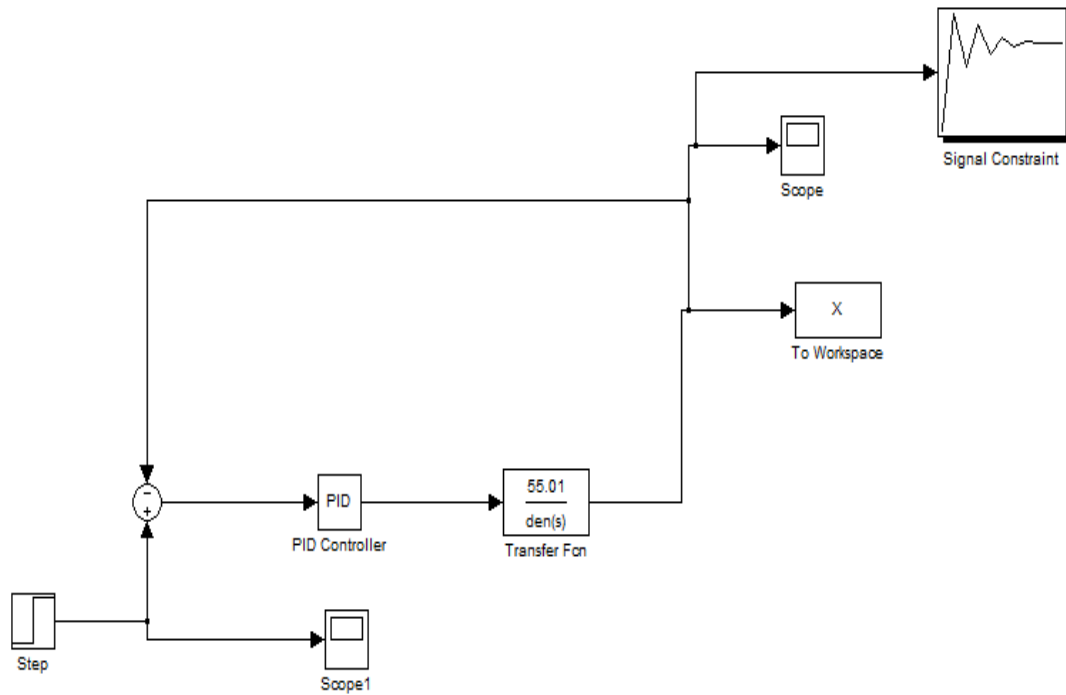 Signal Constraint
Scope
X
To Workspace
−
+
PID
PID Controller
55.01
den(s)
Transfer Fcn
Step
Scope1